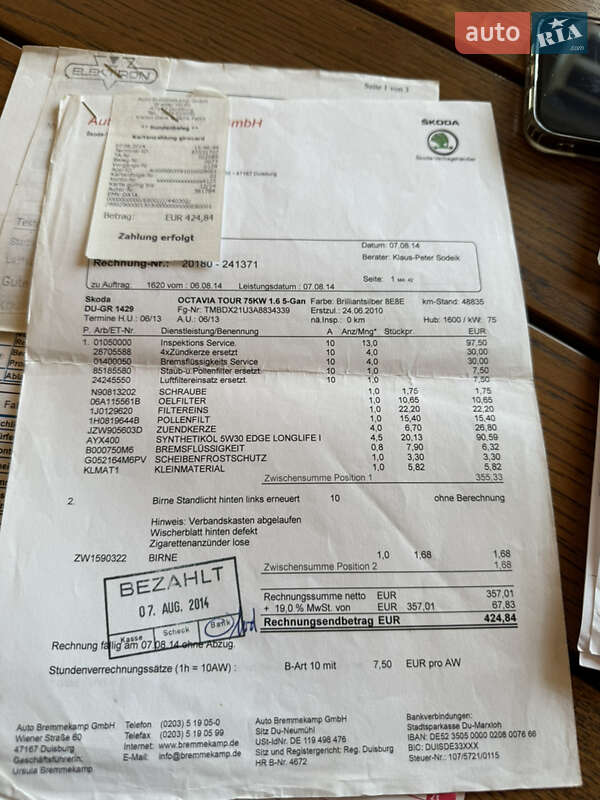 auto RIA .com
ELEKTRON
Seite 1 von 3
ŠKODA
** Kundenbeleg **
Kartenzahlung girocard
Betrag: EUR 424,84
Zahlung erfolgt
47167 Duisburg
Datum: 07.08.14
Berater: Klaus-Peter Sodeik
Rechnung-Nr.: 20180 - 241371
Seite: 1
zu Auftrag: 1620 vom : 06.08.14 Leistungsdatum : 07.08.14
Skoda OCTAVIA TOUR 75KW 1.6 5-Gan Farbe: Brilliantsilber 8E8E km-Stand: 48835
DU-GR 1429 Fg-Nr.: TMBDX21U3A8834339 Erstzul.: 24.06.2010
Termine H.U. : 06/13 A.U. : 06/13 nä.Insp.: 0 km Hub: 1600 / kW: 75
P. Arb/ET-Nr. Dienstleistung/Benennung A Anz/Mng* Stückpr. EUR
1. 01050000 Inspektions Service. 10 13,0 97,50
28705588 4xZündkerze ersetzt 10 4,0 30,00
01400050 Bremsflüssigkeits Service 10 4,0 30,00
85185580 Staub-u.Pollenfilter ersetzt. 10 1,0 7,50
24245550 Luftfiltereinsatz ersetzt. 10 1,0 7,50
N90813202 SCHRAUBE 1,0 1,75 1,75
06A115561B OELFILTER 1,0 10,65 10,65
1J0129620 FILTEREINS 1,0 22,20 22,20
1H0819644B POLLENFILT 1,0 15,40 15,40
JZW905603D ZUENDKERZE 4,0 6,70 26,80
AYX400 SYNTHETIKÖL 5W30 EDGE LONGLIFE I 4,5 20,13 90,59
B000750M5 BREMSFLÜSSIGKEIT 0,8 7,90 6,32
G052164M6PV SCHEIBENFROSTSCHUTZ 1,0 3,30 3,30
KLMAT1 KLEINMATERIAL 1,0 5,82 5,82
Zwischensumme Position 1 355,33
2. Birne Standlicht hinten links erneuert 10 ohne Berechnung
Hinweis: Verbandskasten abgelaufen
Wischerblatt hinten defekt
Zigarettenanzünder lose
ZW1590322 BIRNE 1,0 1,68 1,68
Zwischensumme Position 2 1,68
BEZAHLT
07. AUG. 2014
Kasse Scheck Bank
Rechnungssumme netto EUR 357,01
+ 19,0 % MwSt. von EUR 357,01 67,83
Rechnungsendbetrag EUR 424,84
Rechnung fällig am 07.08.14 ohne Abzug.
Stundenverrechnungssätze (1h = 10AW) : B-Art 10 mit 7,50 EUR pro AW
Auto Bremmekamp GmbH
Wiener Straße 60
47167 Duisburg
Geschäftsführerin:
Ursula Bremmekamp
Telefon (0203) 5 19 05-0
Telefax (0203) 5 19 05 99
Internet: www.bremmekamp.de
E-Mail: info@bremmekamp.de
Auto Bremmekamp GmbH
Sitz Du-Neumühl
USt-IdNr. DE 119 498 476
Sitz und Registergericht: Reg. Duisburg
HR B-Nr. 4672
Bankverbindungen:
Stadtsparkasse Du-Marxloh
IBAN: DE52 3505 0000 0208 0076 66
BIC: DUISDE33XXX
Steuer-Nr.: 107/5721/0115